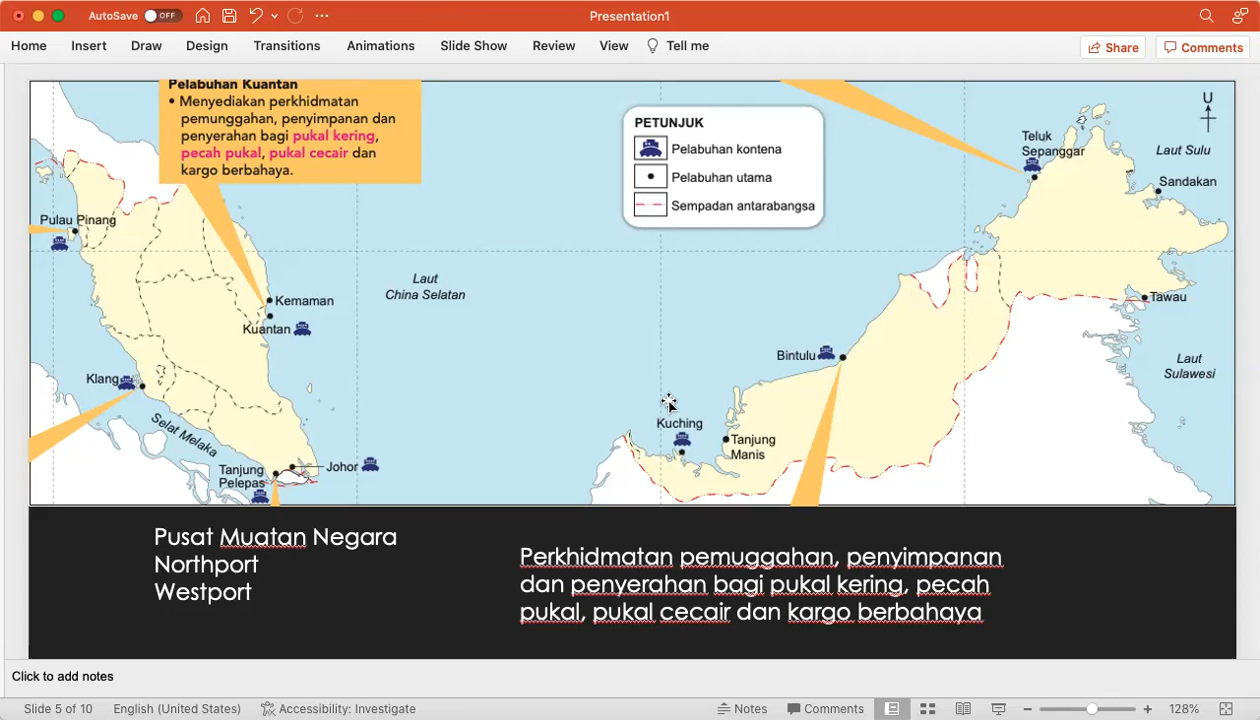 AutoSave OFF
Presentation1
Home Insert Draw Design Transitions Animations Slide Show Review View Tell me Share Comments
Pelabuhan Kuantan
• Menyediakan perkhidmatan
pemunggahan, penyimpanan dan
penyerahan bagi pukal kering,
pecah pukal, pukal cecair dan
kargo berbahaya.
PETUNJUK
Pelabuhan kontena
Pelabuhan utama
Sempadan antarabangsa
U
Teluk
Sepanggar
Laut Sulu
Sandakan
Pulau Pinang
Laut
China Selatan
Kemaman
Kuantan
Tawau
Bintulu
Laut
Sulawesi
Klang
Selat Melaka
Kuching
Tanjung
Manis
Tanjung
Pelepas
Johor
Pusat Muatan Negara
Northport
Westport
Perkhidmatan pemuggahan, penyimpanan
dan penyerahan bagi pukal kering, pecah
pukal, pukal cecair dan kargo berbahaya
Click to add notes
Slide 5 of 10 English (United States) Accessibility: Investigate Notes Comments 128%